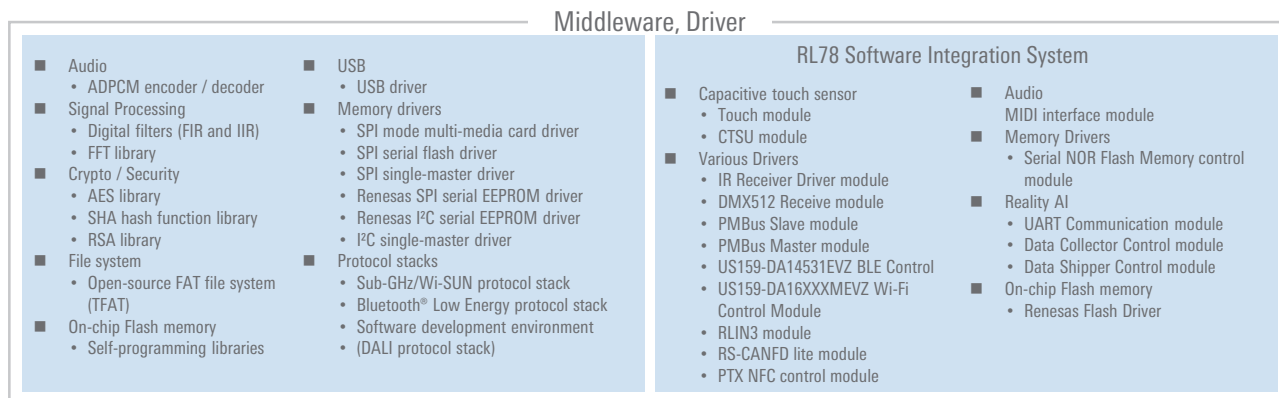 Middleware, Driver
■ Audio
• ADPCM encoder / decoder
■ Signal Processing
• Digital filters (FIR and IIR)
• FFT library
■ Crypto / Security
• AES library
• SHA hash function library
• RSA library
■ File system
• Open-source FAT file system
(TFAT)
■ On-chip Flash memory
• Self-programming libraries
■ USB
• USB driver
■ Memory drivers
• SPI mode multi-media card driver
• SPI serial flash driver
• SPI single-master driver
• Renesas SPI serial EEPROM driver
• Renesas I²C serial EEPROM driver
• I²C single-master driver
■ Protocol stacks
• Sub-GHz/Wi-SUN protocol stack
• Bluetooth® Low Energy protocol stack
• Software development environment
• (DALI protocol stack)
RL78 Software Integration System
■ Capacitive touch sensor
• Touch module
• CTSU module
■ Various Drivers
• IR Receiver Driver module
• DMX512 Receive module
• PMBus Slave module
• PMBus Master module
• US159-DA14531EVZ BLE Control
• US159-DA16XXXMEVZ Wi-Fi
Control Module
• RLIN3 module
• RS-CANFD lite module
• PTX NFC control module
■ Audio
MIDI interface module
■ Memory Drivers
• Serial NOR Flash Memory control
module
■ Reality AI
• UART Communication module
• Data Collector Control module
• Data Shipper Control module
■ On-chip Flash memory
• Renesas Flash Driver